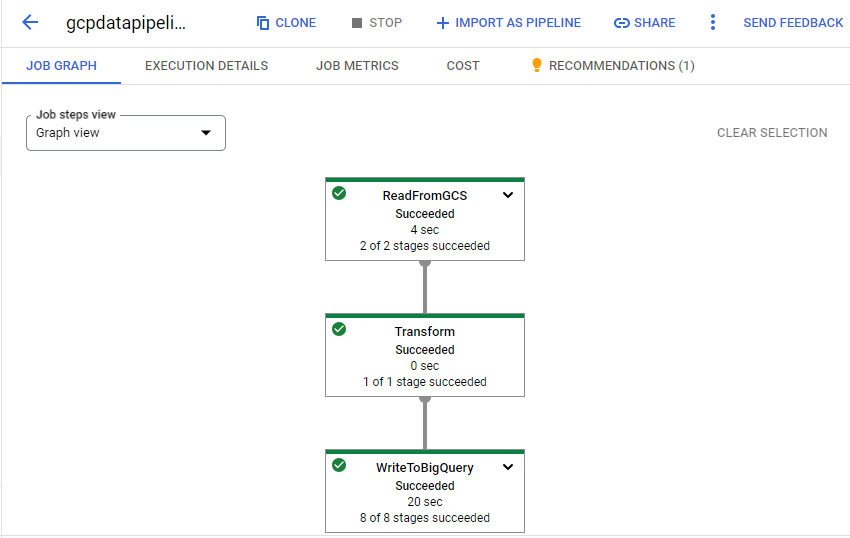 gcpdatapipeli... CLONE STOP IMPORT AS PIPELINE SHARE SEND FEEDBACK
JOB GRAPH EXECUTION DETAILS JOB METRICS COST RECOMMENDATIONS (1)
Job steps view
Graph view
CLEAR SELECTION
ReadFromGCS
Succeeded
4 sec
2 of 2 stages succeeded
Transform
Succeeded
0 sec
1 of 1 stage succeeded
WriteToBigQuery
Succeeded
20 sec
8 of 8 stages succeeded